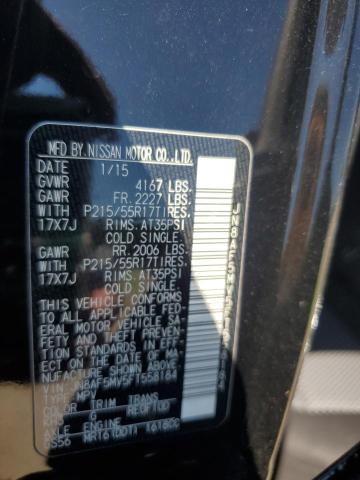 MFD BY.NISSAN MOTOR CO.,LTD.
DATE 1/15
GVWR 4167 LBS.
GAWR FR. 2227 LBS.
WITH P215/55R17TIRES.
17X7J RIMS.AT35PSI
COLD SINGLE.
GAWR RR. 2006 LBS.
WITH P215/55R17TIRES.
17X7J RIMS.AT35PSI
COLD SINGLE.
THIS VEHICLE CONFORMS
TO ALL APPLICABLE FED-
ERAL MOTOR VEHICLE SA-
FETY AND THEFT PREVEN-
TION STANDARDS IN EFF-
ECT ON THE DATE OF MA-
NUFACTURE SHOWN ABOVE.
TYPE MPV
COLOR TRIM TRANS
AXLE ENGINE